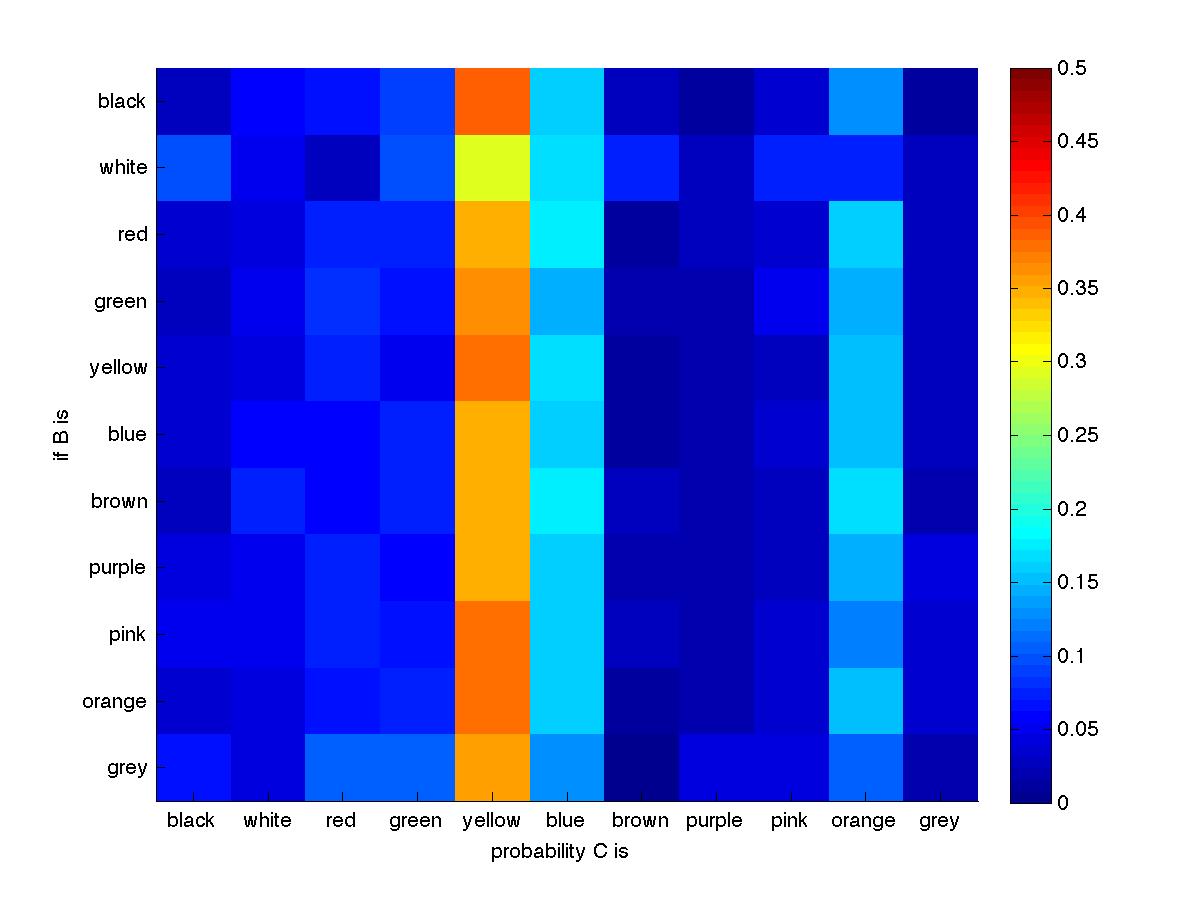 black
white
red
green
yellow
blue
brown
purple
pink
orange
grey
if B is
black white red green yellow blue brown purple pink orange grey
probability C is
0.5
0.45
0.4
0.35
0.3
0.25
0.2
0.15
0.1
0.05
0